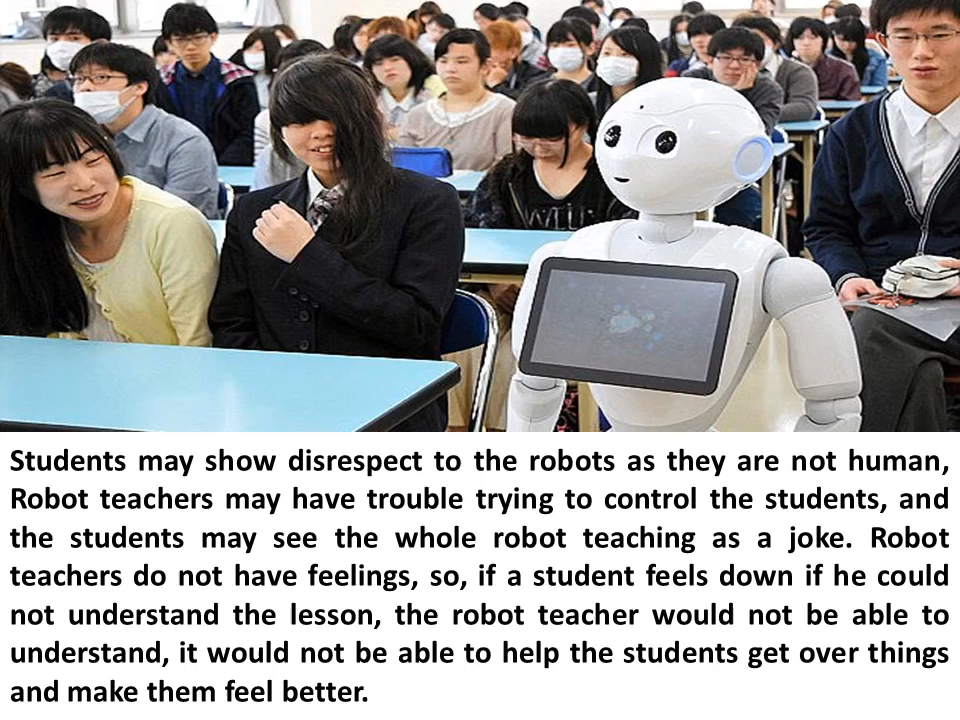 Students may show disrespect to the robots as they are not human,
Robot teachers may have trouble trying to control the students, and
the students may see the whole robot teaching as a joke. Robot
teachers do not have feelings, so, if a student feels down if he could
not understand the lesson, the robot teacher would not be able to
understand, it would not be able to help the students get over things
and make them feel better.